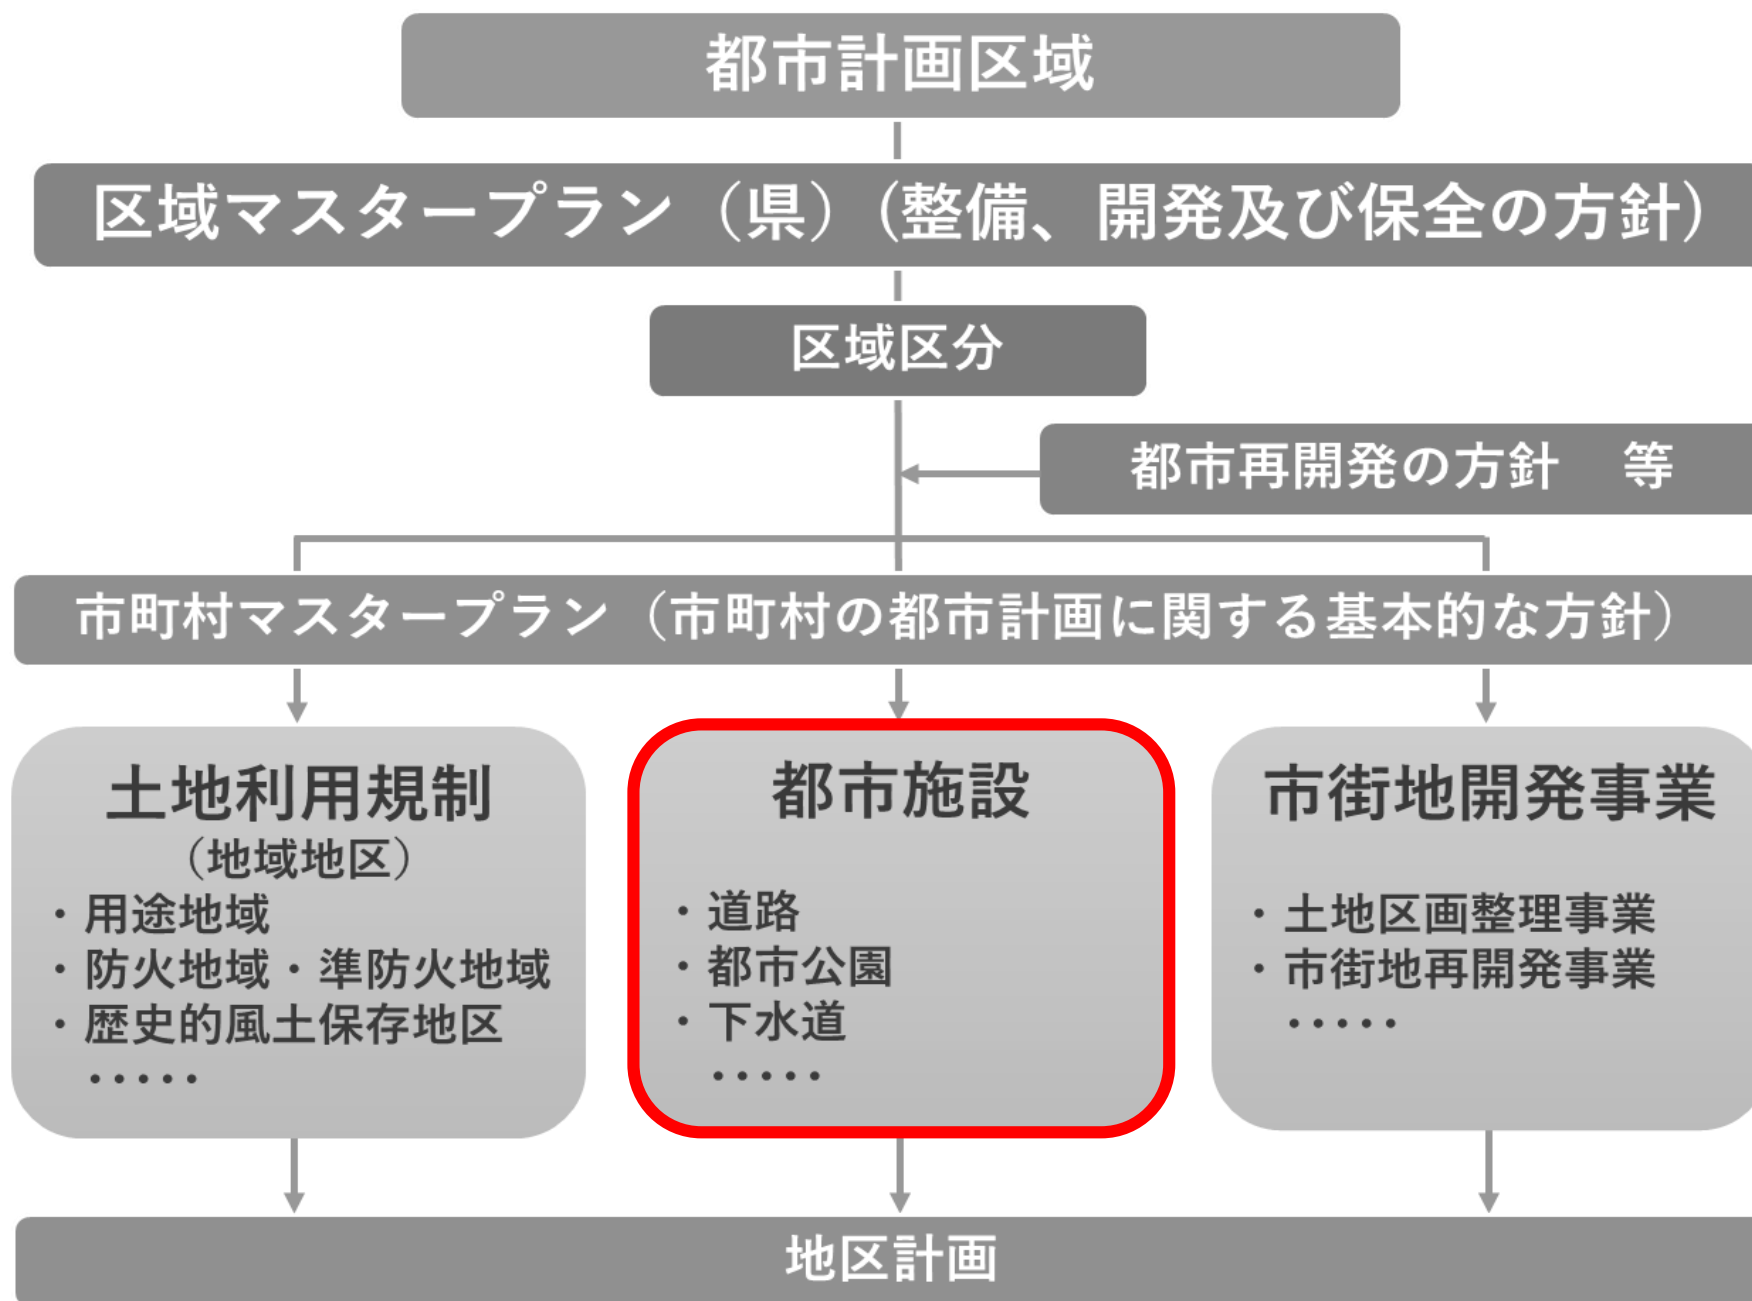 都市計画区域
区域マスタープラン（県）(整備、開発及び保全の方針)
区域区分
都市再開発の方針　等
市町村マスタープラン（市町村の都市計画に関する基本的な方針）
土地利用規制
（地域地区）
・用途地域
・防火地域・準防火地域
・歴史的風土保存地区
・・・・・
都市施設
・道路
・都市公園
・下水道
・・・・・
市街地開発事業
・土地区画整理事業
・市街地再開発事業
・・・・・
地区計画